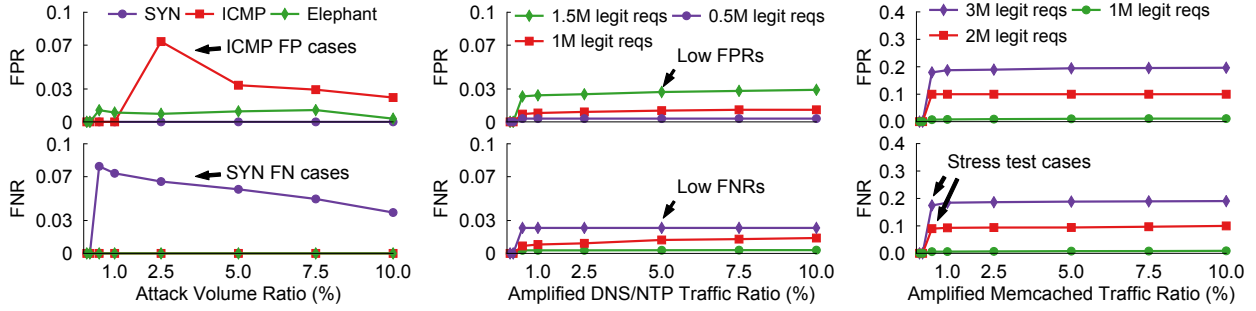 SYN ICMP Elephant
0.1
0.07
0.03
0
FPR
ICMP FP cases
0.1
0.07
0.03
0
FNR
SYN FN cases
1.0 2.5 5.0 7.5 10.0
Attack Volume Ratio (%)
1.5M legit reqs 0.5M legit reqs
1M legit reqs
0.1
0.07
0.03
0
FPR
Low FPRs
0.1
0.07
0.03
0
FNR
Low FNRs
1.0 2.5 5.0 7.5 10.0
Amplified DNS/NTP Traffic Ratio (%)
3M legit reqs 1M legit reqs
2M legit reqs
0.4
0.3
0.2
0.1
0
FPR
0.4
0.3
0.2
0.1
0
FNR
Stress test cases
1.0 2.5 5.0 7.5 10.0
Amplified Memcached Traffic Ratio (%)